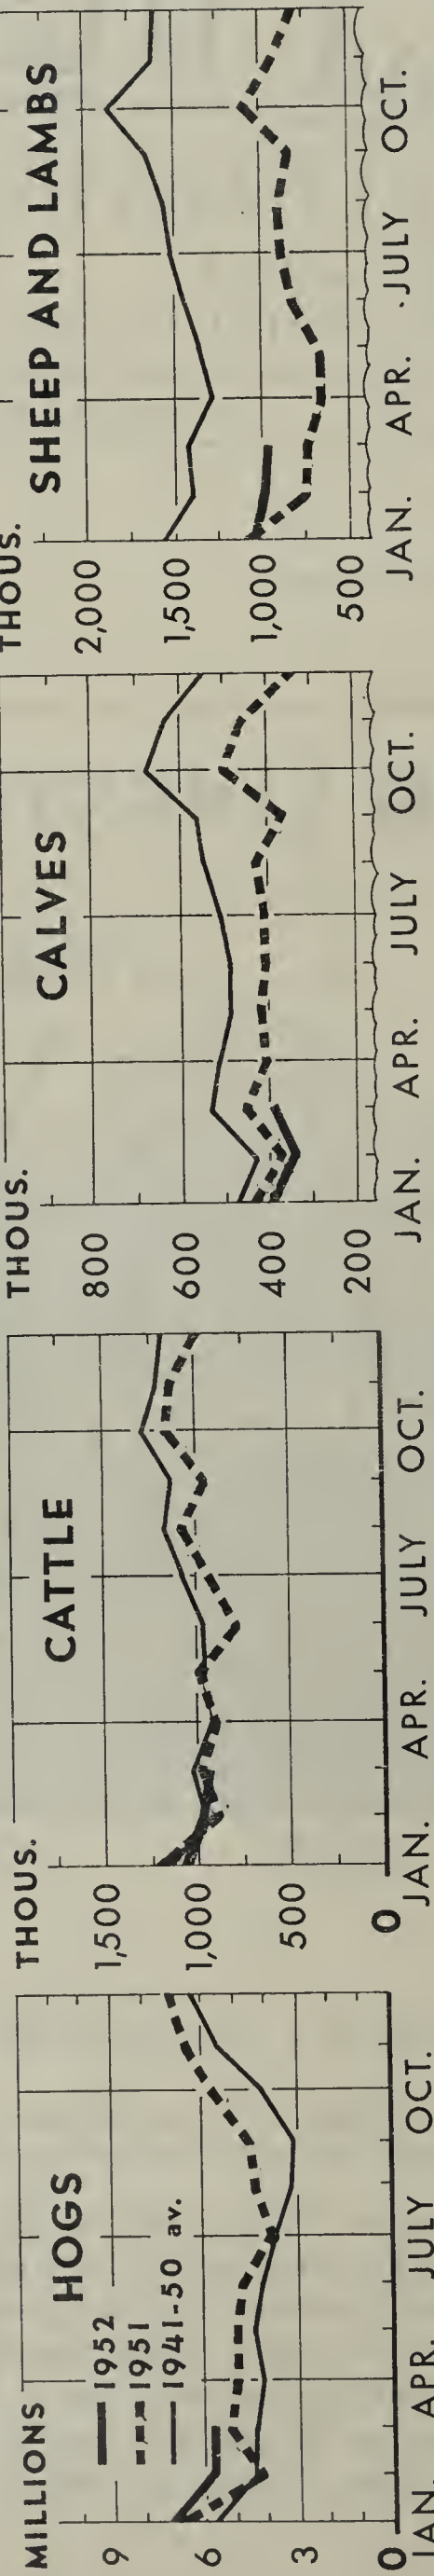 MILLIONS
HOGS
1952
1951
1941-50 av.
9
6
3
0
JAN. APR. JULY OCT.
THOUS.
CATTLE
1,500
1,000
500
0
JAN. APR. JULY OCT.
THOUS.
CALVES
800
600
400
200
JAN. APR. JULY OCT.
THOUS.
SHEEP AND LAMBS
2,000
1,500
1,000
500
JAN. APR. JULY OCT.